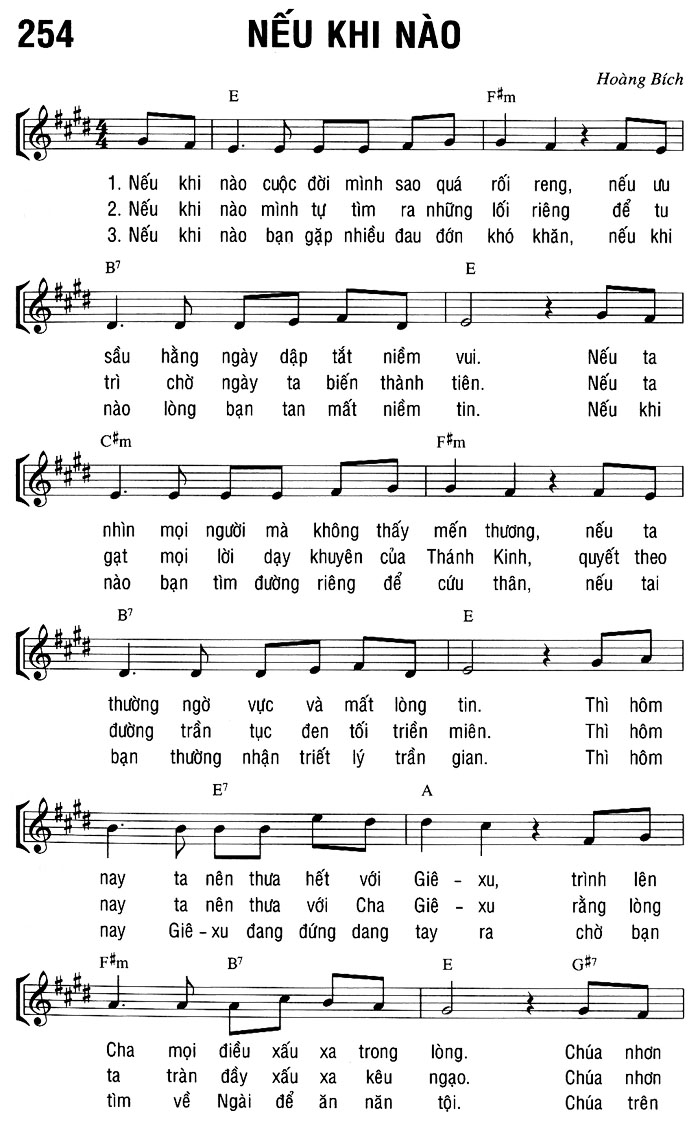 254 NẾU KHI NÀO
Hoàng Bích
E F♯m
1. Nếu khi nào cuộc đời mình sao quá rối reng, nếu ưu
2. Nếu khi nào mình tự tìm ra những lối riêng để tu
3. Nếu khi nào bạn gặp nhiều đau đớn khó khăn, nếu khi
B7 E
sầu hằng ngày dập tắt niềm vui. Nếu ta
trì chờ ngày ta biến thành tiên. Nếu ta
nào lòng bạn tan mất niềm tin. Nếu khi
C♯m F♯m
nhìn mọi người mà không thấy mến thương, nếu ta
gạt mọi lời dạy khuyên của Thánh Kinh, quyết theo
nào bạn tìm đường riêng để cứu thân, nếu tai
B7 E
thường ngờ vực và mất lòng tin. Thì hôm
đường trần tục đen tối triền miên. Thì hôm
bạn thường nhận triết lý trần gian. Thì hôm
E7 A
nay ta nên thưa hết với Giê - xu, trình lên
nay ta nên thưa với Cha Giê - xu rằng lòng
nay Giê - xu đang đứng dang tay ra chờ bạn
F♯m B7 E G♯7
Cha mọi điều xấu xa trong lòng. Chúa nhơn
ta tràn đầy xấu xa kêu ngạo. Chúa nhơn
tìm về Ngài để ăn năn tội. Chúa trên